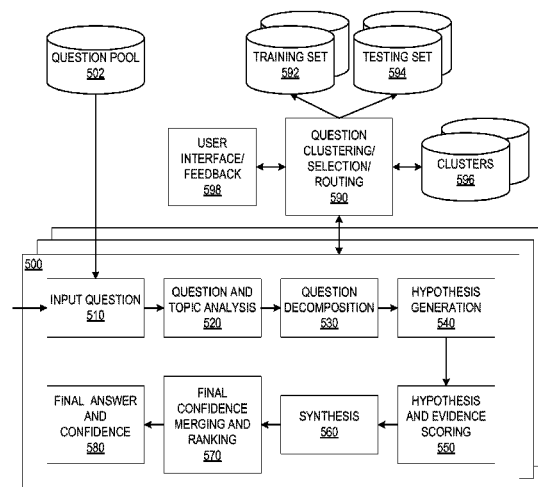 QUESTION POOL
502
TRAINING SET
592
TESTING SET
594
USER
INTERFACE/
FEEDBACK
598
QUESTION
CLUSTERING/
SELECTION/
ROUTING
590
CLUSTERS
596
500
INPUT QUESTION
510
QUESTION AND
TOPIC ANALYSIS
520
QUESTION
DECOMPOSITION
530
HYPOTHESIS
GENERATION
540
FINAL ANSWER
AND
CONFIDENCE
580
FINAL
CONFIDENCE
MERGING AND
RANKING
570
SYNTHESIS
560
HYPOTHESIS
AND EVIDENCE
SCORING
550